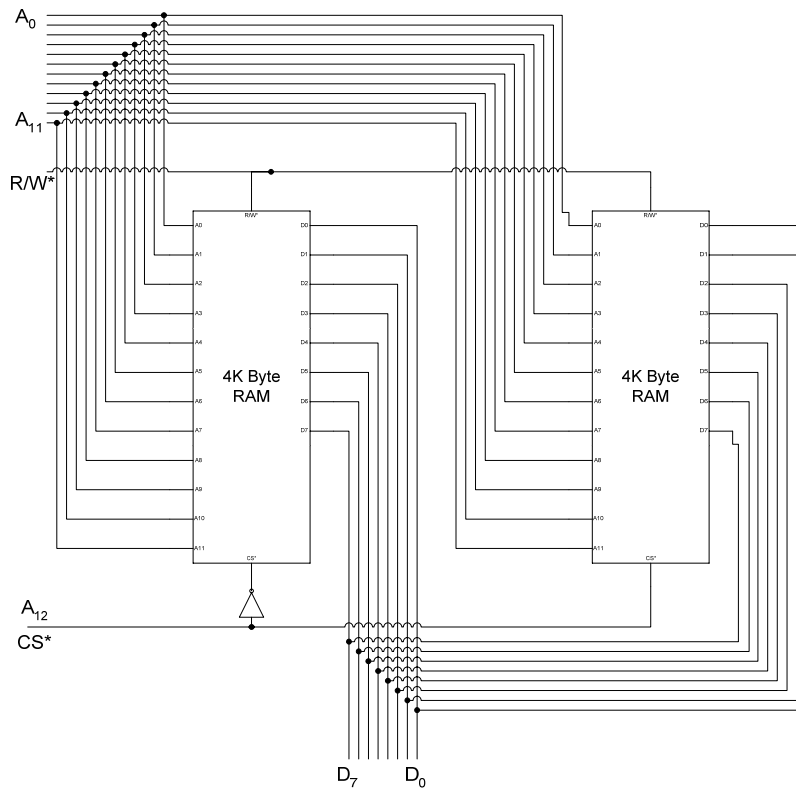 A0
A11
R/W*
R/W*
R/W*
A0
A1
A2
A3
A4
A5
A6
A7
A8
A9
A10
A11
D0
D1
D2
D3
D4
D5
D6
D7
4K Byte
RAM
CS*
A0
A1
A2
A3
A4
A5
A6
A7
A8
A9
A10
A11
D0
D1
D2
D3
D4
D5
D6
D7
4K Byte
RAM
CS*
A12
CS*
D7
D0